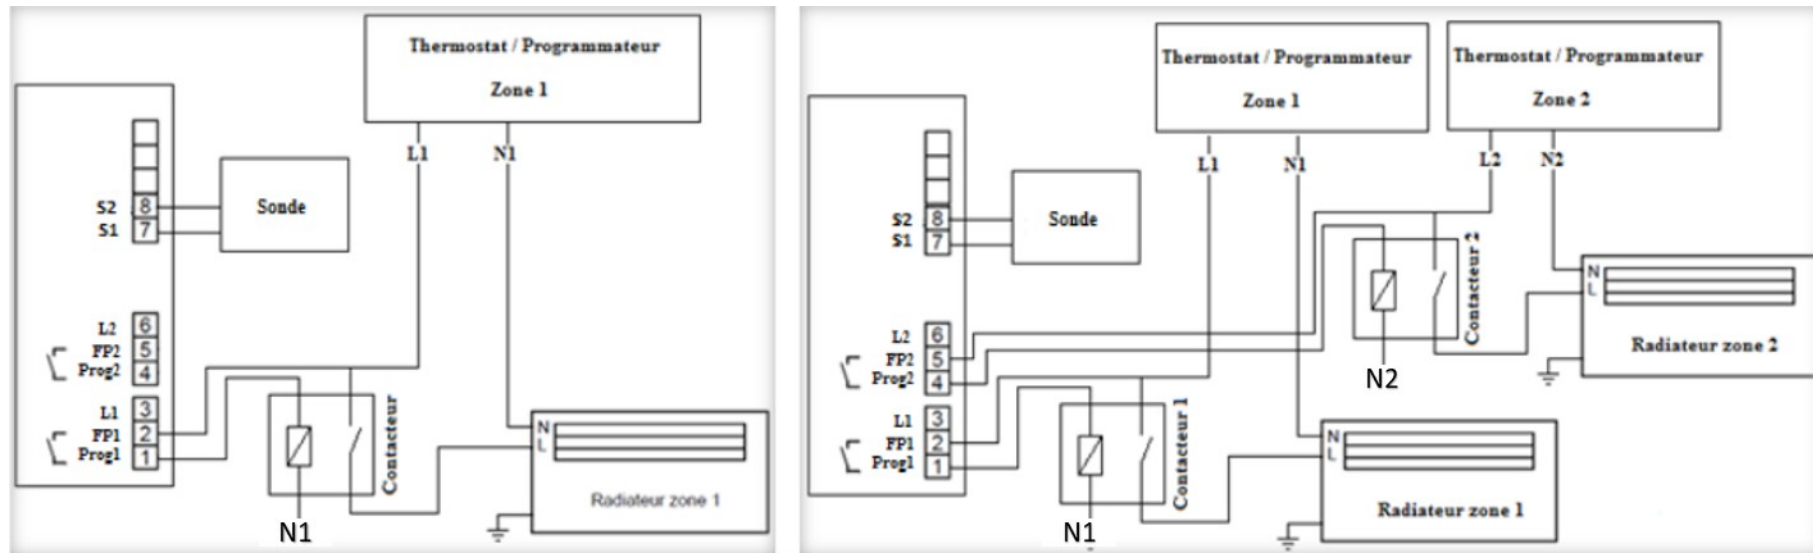 Thermostat / Programmateur
Zone 1
L1 N1
S2 8
S1 7
Sonde
L2 6
FP2 5
Prog2 4
L1 3
FP1 2
Prog1 1
Contacteur
N1
N
L
Radiateur zone 1
Thermostat / Programmateur
Zone 1
Thermostat / Programmateur
Zone 2
L1 N1
L2 N2
S2 8
S1 7
Sonde
L2 6
FP2 5
Prog2 4
L1 3
FP1 2
Prog1 1
Contacteur 2
N2
N
L
Radiateur zone 2
Contacteur 1
N1
N
L
Radiateur zone 1